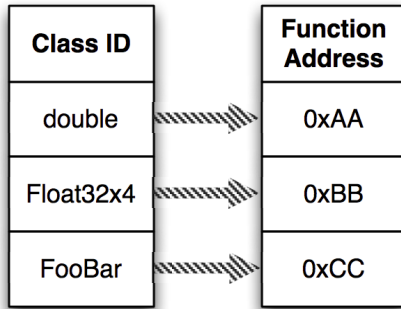 Class ID
Function
Address
double
0xAA
Float32x4
0xBB
FooBar
0xCC